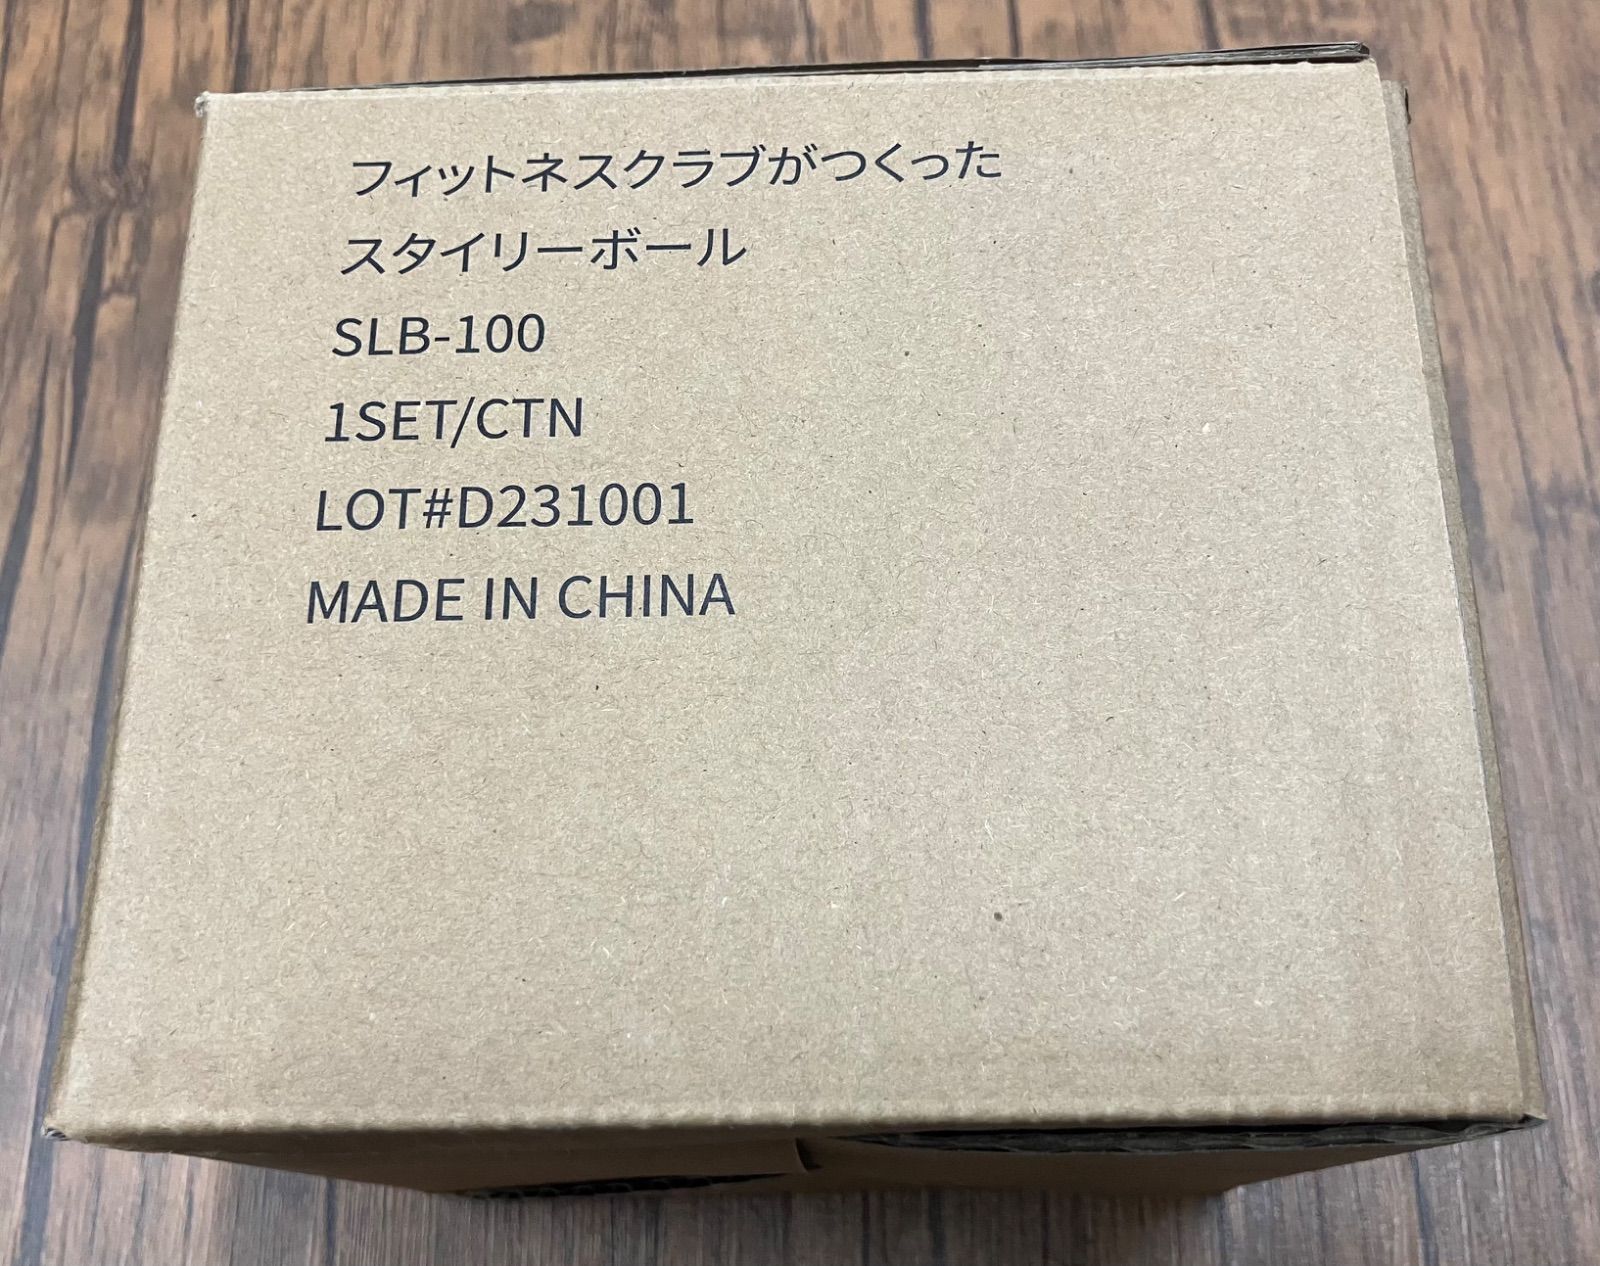 フィットネスクラブがつくった
スタイリーボール
SLB-100
1SET/CTN
LOT#D231001
MADE IN CHINA